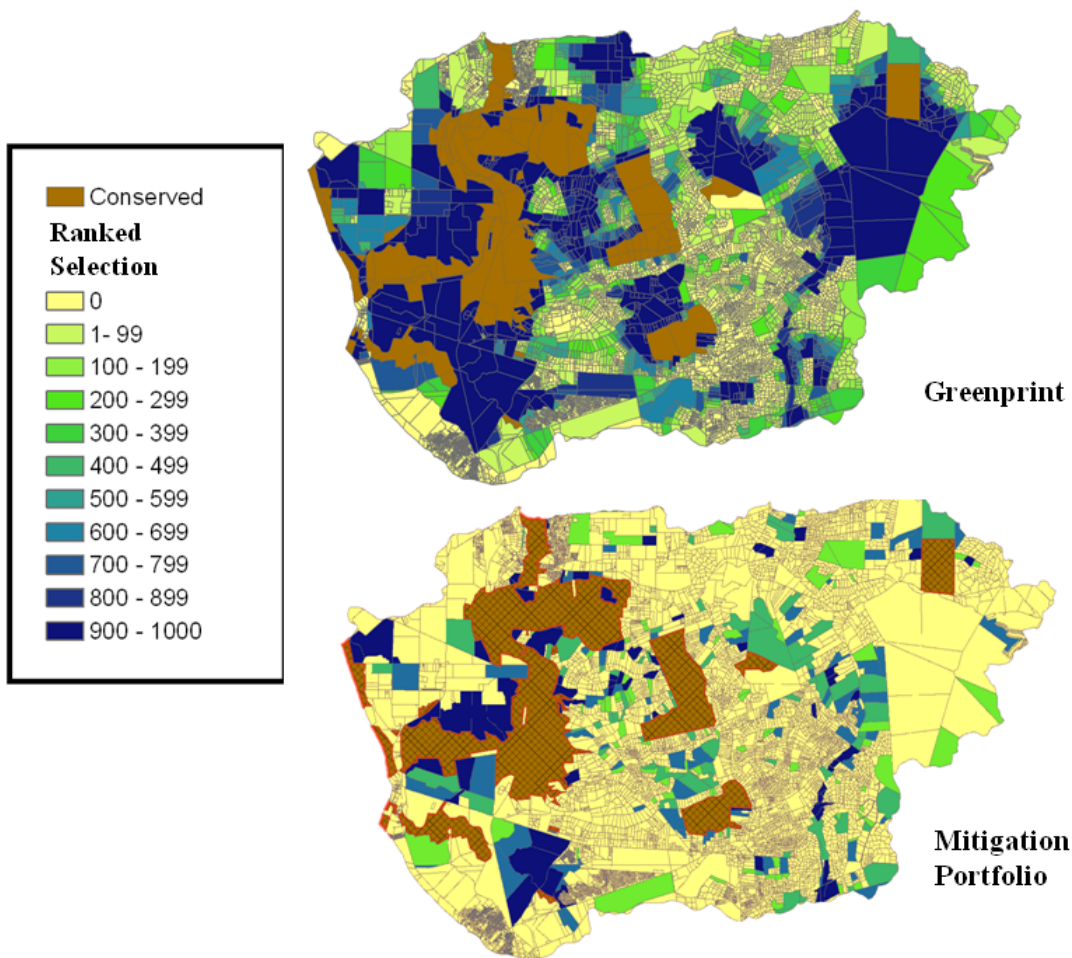 Conserved
Ranked
Selection
0
1- 99
100 - 199
200 - 299
300 - 399
400 - 499
500 - 599
600 - 699
700 - 799
800 - 899
900 - 1000
Greenprint
Mitigation
Portfolio